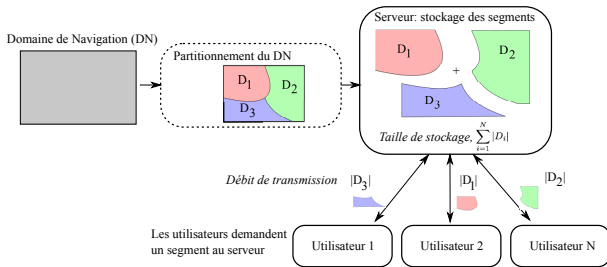 Domaine de Navigation (DN)
Partitionnement du DN
D1
D2
D3
Serveur: stockage des segments
D1
+
D2
D3
Taille de stockage, ∑_{i=1}^{N} |Di|
Débit de transmission
|D3|
|D1|
|D2|
Les utilisateurs demandent
un segment au serveur
Utilisateur 1
Utilisateur 2
Utilisateur N